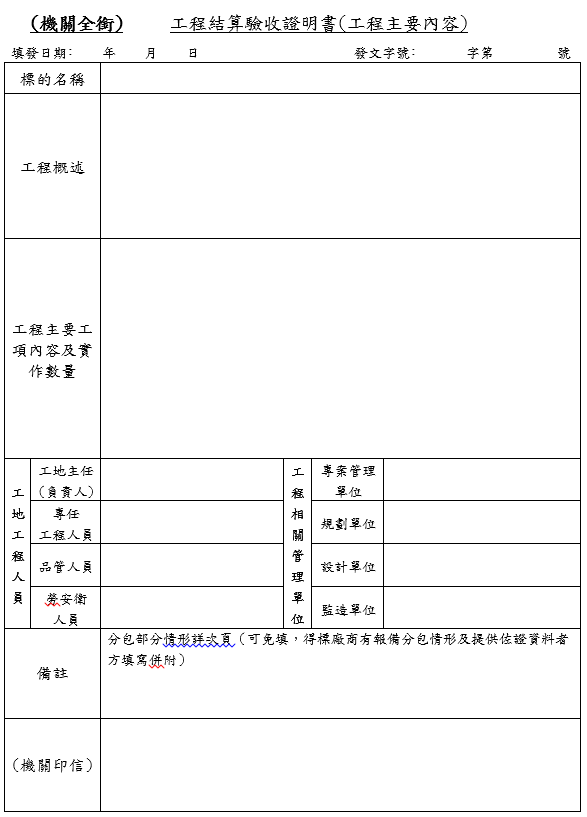 (機關全銜) 工程結算驗收證明書(工程主要內容)
填發日期: 年 月 日 發文字號: 字第 號
標的名稱
工程概述
工程主要工
項內容及實
作數量
工地工程人員
工地主任
(負責人)
專任
工程人員
品管人員
勞安衛
人員
工程相關管理單位
專案管理
單位
規劃單位
設計單位
監造單位
備註
分包部分情形詳次頁(可免填，得標廠商有報備分包情形及提供佐證資料者
方填寫併附)
(機關印信)